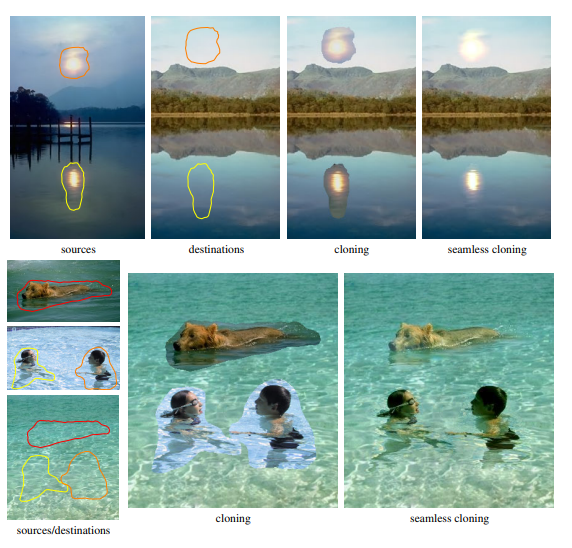 sources
destinations
cloning
seamless cloning
sources/destinations
cloning
seamless cloning